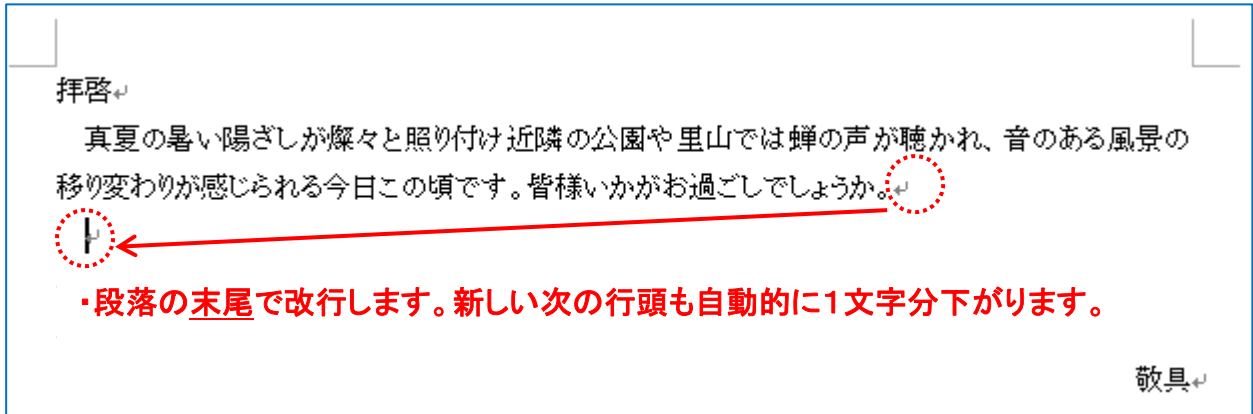 拝啓↵
　真夏の暑い陽ざしが燦々と照り付け近隣の公園や里山では蝉の声が聴かれ、音のある風景の
移り変わりが感じられる今日この頃です。皆様いかがお過ごしでしょうか。↵
↵
・段落の末尾で改行します。新しい次の行頭も自動的に１文字分下がります。
敬具↵